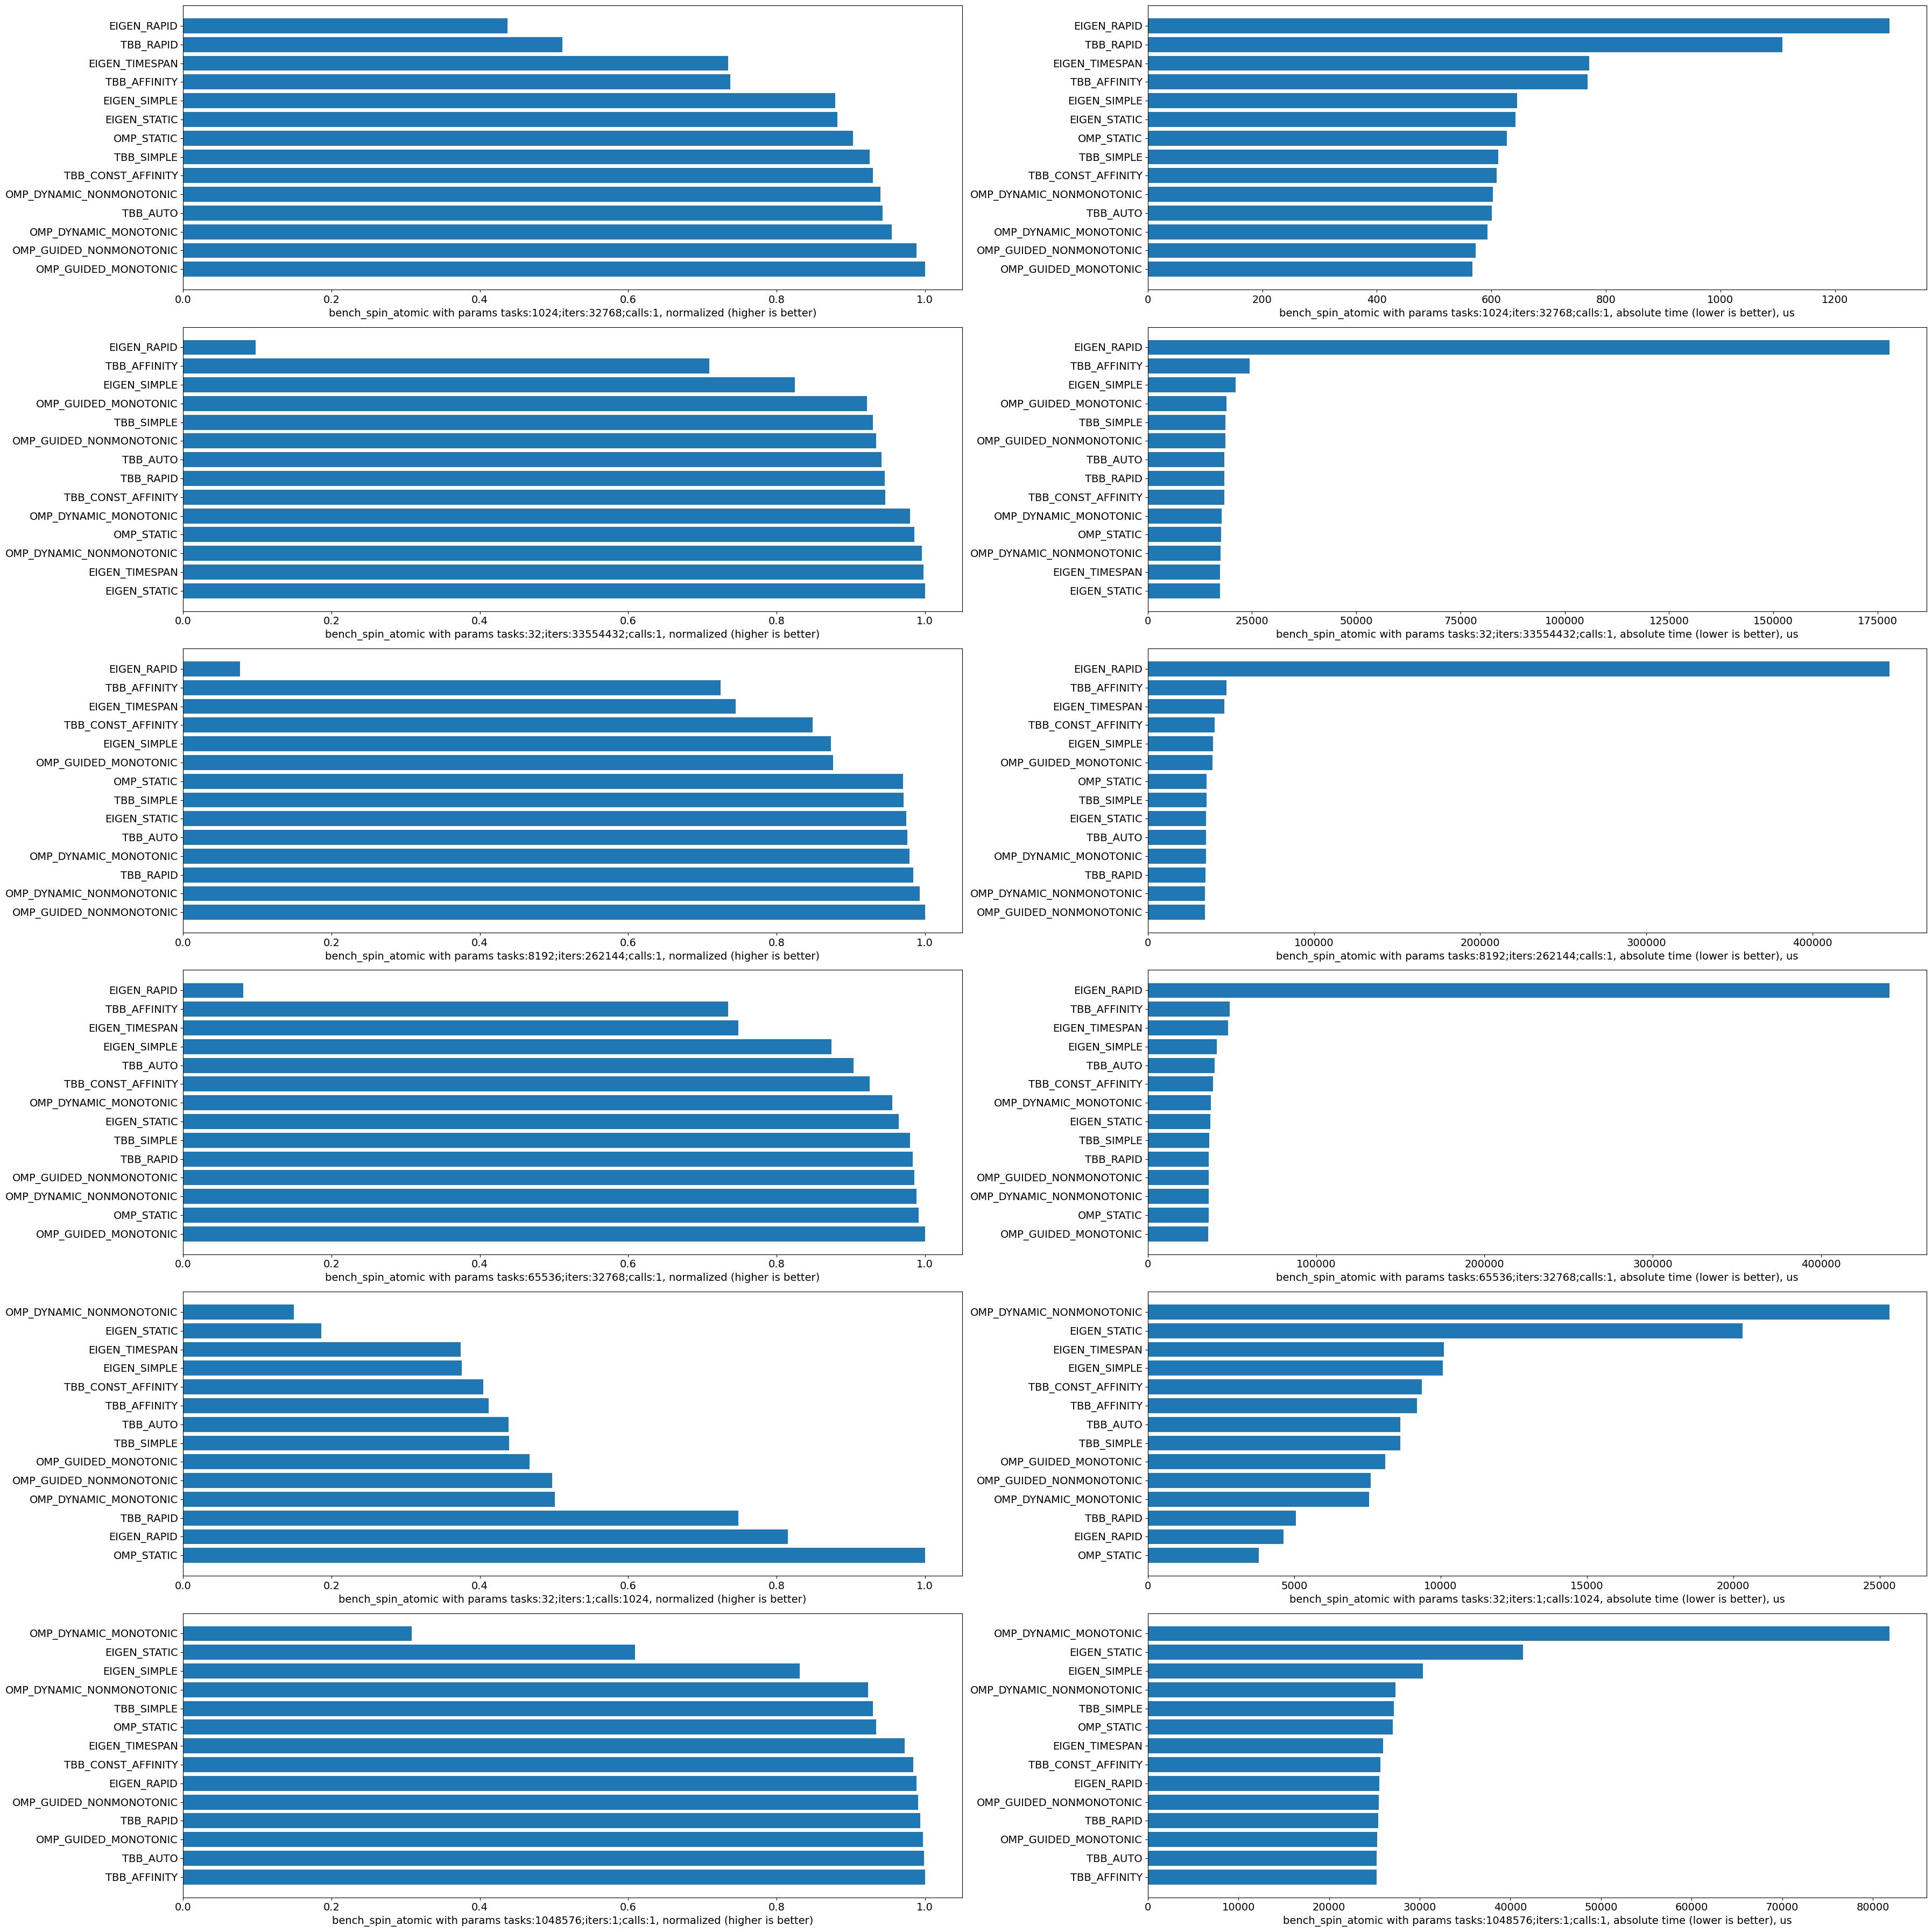 EIGEN_RAPID
TBB_RAPID
EIGEN_TIMESPAN
TBB_AFFINITY
EIGEN_SIMPLE
EIGEN_STATIC
OMP_STATIC
TBB_SIMPLE
TBB_CONST_AFFINITY
OMP_DYNAMIC_NONMONOTONIC
TBB_AUTO
OMP_DYNAMIC_MONOTONIC
OMP_GUIDED_NONMONOTONIC
OMP_GUIDED_MONOTONIC
0.0 0.2 0.4 0.6 0.8 1.0
bench_spin_atomic with params tasks:1024;iters:32768;calls:1, normalized (higher is better)
EIGEN_RAPID
TBB_RAPID
EIGEN_TIMESPAN
TBB_AFFINITY
EIGEN_SIMPLE
EIGEN_STATIC
OMP_STATIC
TBB_SIMPLE
TBB_CONST_AFFINITY
OMP_DYNAMIC_NONMONOTONIC
TBB_AUTO
OMP_DYNAMIC_MONOTONIC
OMP_GUIDED_NONMONOTONIC
OMP_GUIDED_MONOTONIC
0 200 400 600 800 1000 1200
bench_spin_atomic with params tasks:1024;iters:32768;calls:1, absolute time (lower is better), us
EIGEN_RAPID
TBB_AFFINITY
EIGEN_SIMPLE
OMP_GUIDED_MONOTONIC
TBB_SIMPLE
OMP_GUIDED_NONMONOTONIC
TBB_AUTO
TBB_RAPID
TBB_CONST_AFFINITY
OMP_DYNAMIC_MONOTONIC
OMP_STATIC
OMP_DYNAMIC_NONMONOTONIC
EIGEN_TIMESPAN
EIGEN_STATIC
0.0 0.2 0.4 0.6 0.8 1.0
bench_spin_atomic with params tasks:32;iters:33554432;calls:1, normalized (higher is better)
EIGEN_RAPID
TBB_AFFINITY
EIGEN_SIMPLE
OMP_GUIDED_MONOTONIC
TBB_SIMPLE
OMP_GUIDED_NONMONOTONIC
TBB_AUTO
TBB_RAPID
TBB_CONST_AFFINITY
OMP_DYNAMIC_MONOTONIC
OMP_STATIC
OMP_DYNAMIC_NONMONOTONIC
EIGEN_TIMESPAN
EIGEN_STATIC
0 25000 50000 75000 100000 125000 150000 175000
bench_spin_atomic with params tasks:32;iters:33554432;calls:1, absolute time (lower is better), us
EIGEN_RAPID
TBB_AFFINITY
EIGEN_TIMESPAN
TBB_CONST_AFFINITY
EIGEN_SIMPLE
OMP_GUIDED_MONOTONIC
OMP_STATIC
TBB_SIMPLE
EIGEN_STATIC
TBB_AUTO
OMP_DYNAMIC_MONOTONIC
TBB_RAPID
OMP_DYNAMIC_NONMONOTONIC
OMP_GUIDED_NONMONOTONIC
0.0 0.2 0.4 0.6 0.8 1.0
bench_spin_atomic with params tasks:8192;iters:262144;calls:1, normalized (higher is better)
EIGEN_RAPID
TBB_AFFINITY
EIGEN_TIMESPAN
TBB_CONST_AFFINITY
EIGEN_SIMPLE
OMP_GUIDED_MONOTONIC
OMP_STATIC
TBB_SIMPLE
EIGEN_STATIC
TBB_AUTO
OMP_DYNAMIC_MONOTONIC
TBB_RAPID
OMP_DYNAMIC_NONMONOTONIC
OMP_GUIDED_NONMONOTONIC
0 100000 200000 300000 400000
bench_spin_atomic with params tasks:8192;iters:262144;calls:1, absolute time (lower is better), us
EIGEN_RAPID
TBB_AFFINITY
EIGEN_TIMESPAN
EIGEN_SIMPLE
TBB_AUTO
TBB_CONST_AFFINITY
OMP_DYNAMIC_MONOTONIC
EIGEN_STATIC
TBB_SIMPLE
TBB_RAPID
OMP_GUIDED_NONMONOTONIC
OMP_DYNAMIC_NONMONOTONIC
OMP_STATIC
OMP_GUIDED_MONOTONIC
0.0 0.2 0.4 0.6 0.8 1.0
bench_spin_atomic with params tasks:65536;iters:32768;calls:1, normalized (higher is better)
EIGEN_RAPID
TBB_AFFINITY
EIGEN_TIMESPAN
EIGEN_SIMPLE
TBB_AUTO
TBB_CONST_AFFINITY
OMP_DYNAMIC_MONOTONIC
EIGEN_STATIC
TBB_SIMPLE
TBB_RAPID
OMP_GUIDED_NONMONOTONIC
OMP_DYNAMIC_NONMONOTONIC
OMP_STATIC
OMP_GUIDED_MONOTONIC
0 100000 200000 300000 400000
bench_spin_atomic with params tasks:65536;iters:32768;calls:1, absolute time (lower is better), us
OMP_DYNAMIC_NONMONOTONIC
EIGEN_STATIC
EIGEN_TIMESPAN
EIGEN_SIMPLE
TBB_CONST_AFFINITY
TBB_AFFINITY
TBB_AUTO
TBB_SIMPLE
OMP_GUIDED_MONOTONIC
OMP_GUIDED_NONMONOTONIC
OMP_DYNAMIC_MONOTONIC
TBB_RAPID
EIGEN_RAPID
OMP_STATIC
0.0 0.2 0.4 0.6 0.8 1.0
bench_spin_atomic with params tasks:32;iters:1;calls:1024, normalized (higher is better)
OMP_DYNAMIC_NONMONOTONIC
EIGEN_STATIC
EIGEN_TIMESPAN
EIGEN_SIMPLE
TBB_CONST_AFFINITY
TBB_AFFINITY
TBB_AUTO
TBB_SIMPLE
OMP_GUIDED_MONOTONIC
OMP_GUIDED_NONMONOTONIC
OMP_DYNAMIC_MONOTONIC
TBB_RAPID
EIGEN_RAPID
OMP_STATIC
0 5000 10000 15000 20000 25000
bench_spin_atomic with params tasks:32;iters:1;calls:1024, absolute time (lower is better), us
OMP_DYNAMIC_MONOTONIC
EIGEN_STATIC
EIGEN_SIMPLE
OMP_DYNAMIC_NONMONOTONIC
TBB_SIMPLE
OMP_STATIC
EIGEN_TIMESPAN
TBB_CONST_AFFINITY
EIGEN_RAPID
OMP_GUIDED_NONMONOTONIC
TBB_RAPID
OMP_GUIDED_MONOTONIC
TBB_AUTO
TBB_AFFINITY
0.0 0.2 0.4 0.6 0.8 1.0
bench_spin_atomic with params tasks:1048576;iters:1;calls:1, normalized (higher is better)
OMP_DYNAMIC_MONOTONIC
EIGEN_STATIC
EIGEN_SIMPLE
OMP_DYNAMIC_NONMONOTONIC
TBB_SIMPLE
OMP_STATIC
EIGEN_TIMESPAN
TBB_CONST_AFFINITY
EIGEN_RAPID
OMP_GUIDED_NONMONOTONIC
TBB_RAPID
OMP_GUIDED_MONOTONIC
TBB_AUTO
TBB_AFFINITY
0 10000 20000 30000 40000 50000 60000 70000 80000
bench_spin_atomic with params tasks:1048576;iters:1;calls:1, absolute time (lower is better), us